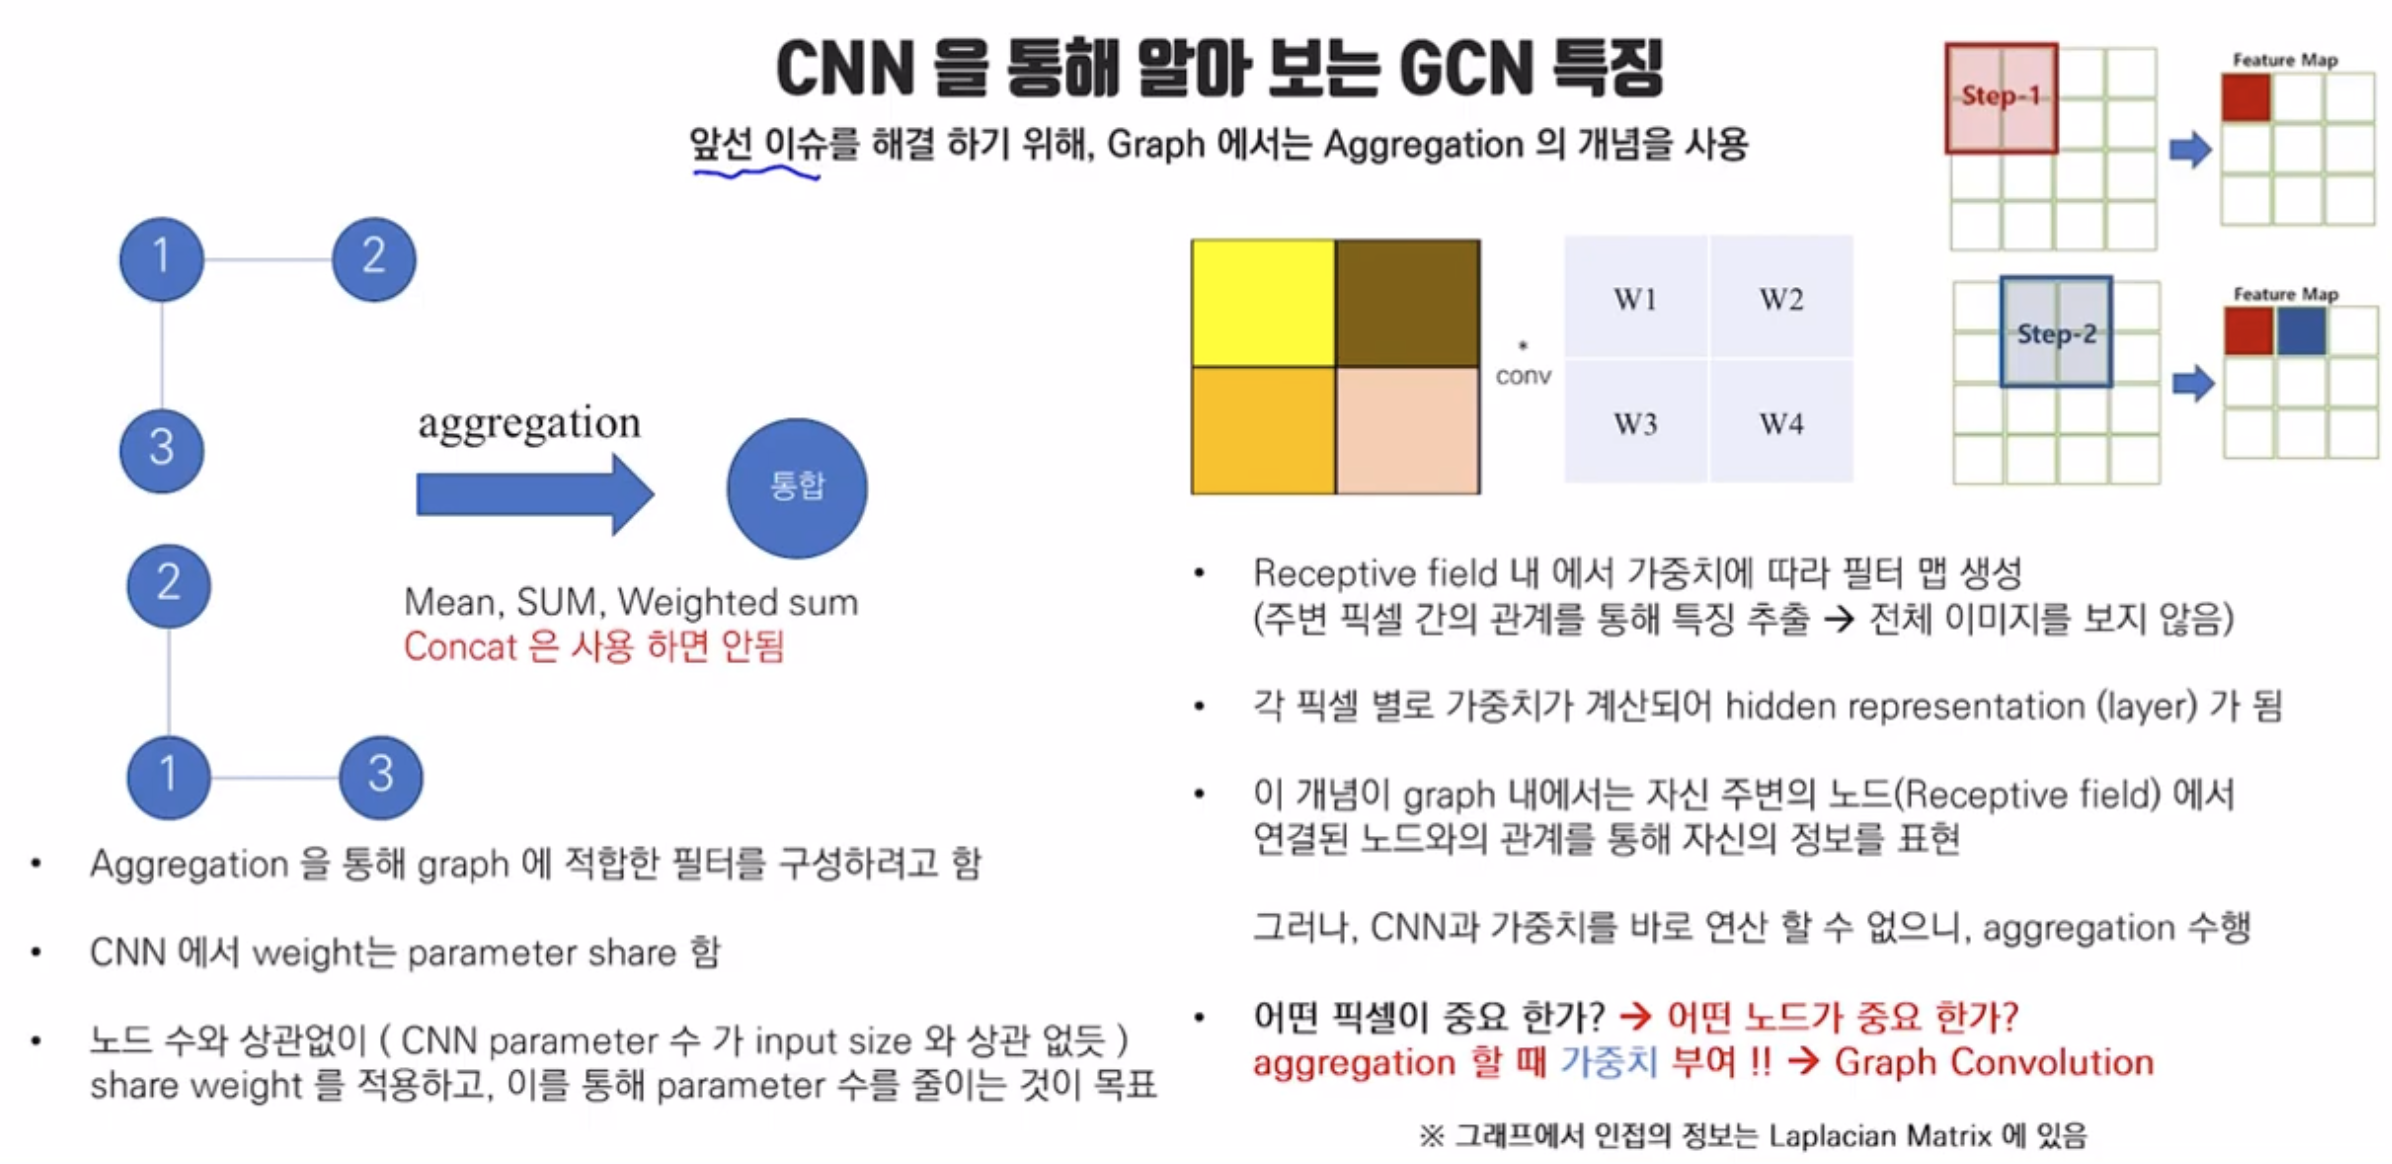 CNN 을 통해 알아 보는 GCN 특징
앞선 이슈를 해결 하기 위해, Graph 에서는 Aggregation 의 개념을 사용
1
2
3
aggregation
통합
Mean, SUM, Weighted sum
Concat 은 사용 하면 안됨
2
1
3
• Aggregation 을 통해 graph 에 적합한 필터를 구성하려고 함
• CNN 에서 weight는 parameter share 함
• 노드 수와 상관없이 ( CNN parameter 수 가 input size 와 상관 없듯 )
share weight 를 적용하고, 이를 통해 parameter 수를 줄이는 것이 목표
*
conv
W1 W2
W3 W4
Step-1
Feature Map
Step-2
Feature Map
• Receptive field 내 에서 가중치에 따라 필터 맵 생성
(주변 픽셀 간의 관계를 통해 특징 추출 → 전체 이미지를 보지 않음)
• 각 픽셀 별로 가중치가 계산되어 hidden representation (layer) 가 됨
• 이 개념이 graph 내에서는 자신 주변의 노드(Receptive field) 에서
연결된 노드와의 관계를 통해 자신의 정보를 표현
그러나, CNN과 가중치를 바로 연산 할 수 없으니, aggregation 수행
• 어떤 픽셀이 중요 한가? → 어떤 노드가 중요 한가?
aggregation 할 때 가중치 부여 !! → Graph Convolution
※ 그래프에서 인접의 정보는 Laplacian Matrix 에 있음